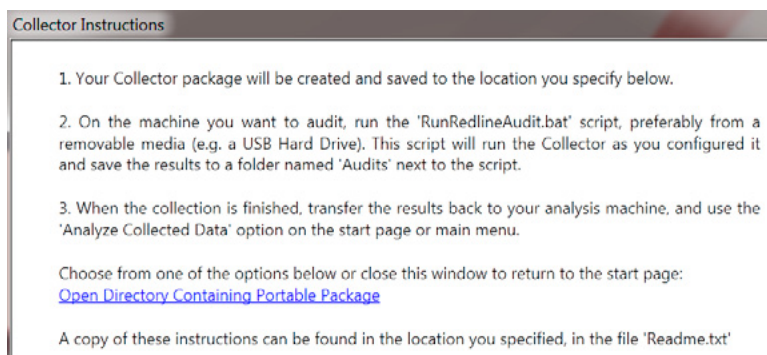 Collector Instructions
1. Your Collector package will be created and saved to the location you specify below.
2. On the machine you want to audit, run the 'RunRedlineAudit.bat' script, preferably from a
removable media (e.g. a USB Hard Drive). This script will run the Collector as you configured it
and save the results to a folder named 'Audits' next to the script.
3. When the collection is finished, transfer the results back to your analysis machine, and use the
'Analyze Collected Data' option on the start page or main menu.
Choose from one of the options below or close this window to return to the start page:
Open Directory Containing Portable Package
A copy of these instructions can be found in the location you specified, in the file 'Readme.txt'